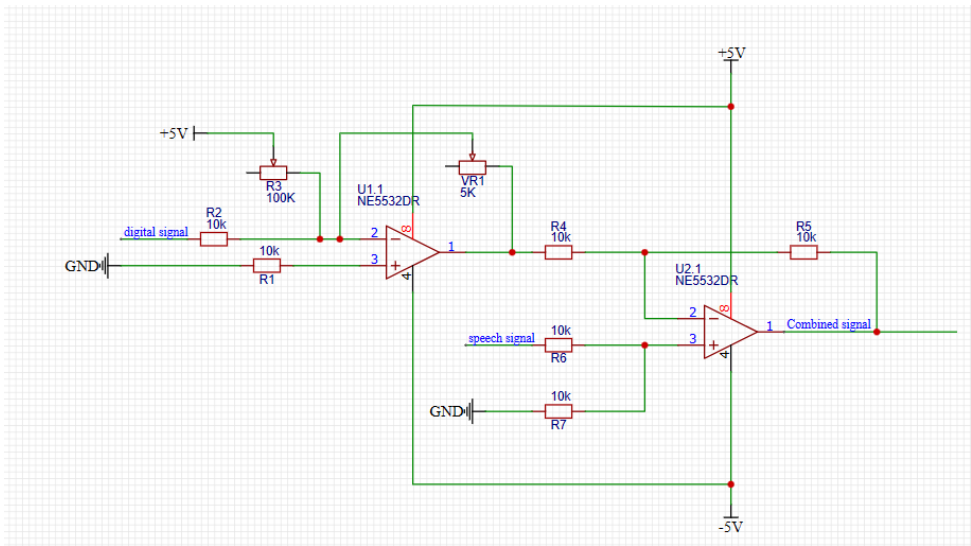 +5V
+5V
R3
100K
U1.1
NE5532DR
VR1
5K
R2
10k
digital signal
2
8
1
R4
10k
R5
10k
GND
10k
R1
3
4
U2.1
NE5532DR
2
8
1
Combined signal
speech signal
10k
R6
3
4
GND
10k
R7
-5V